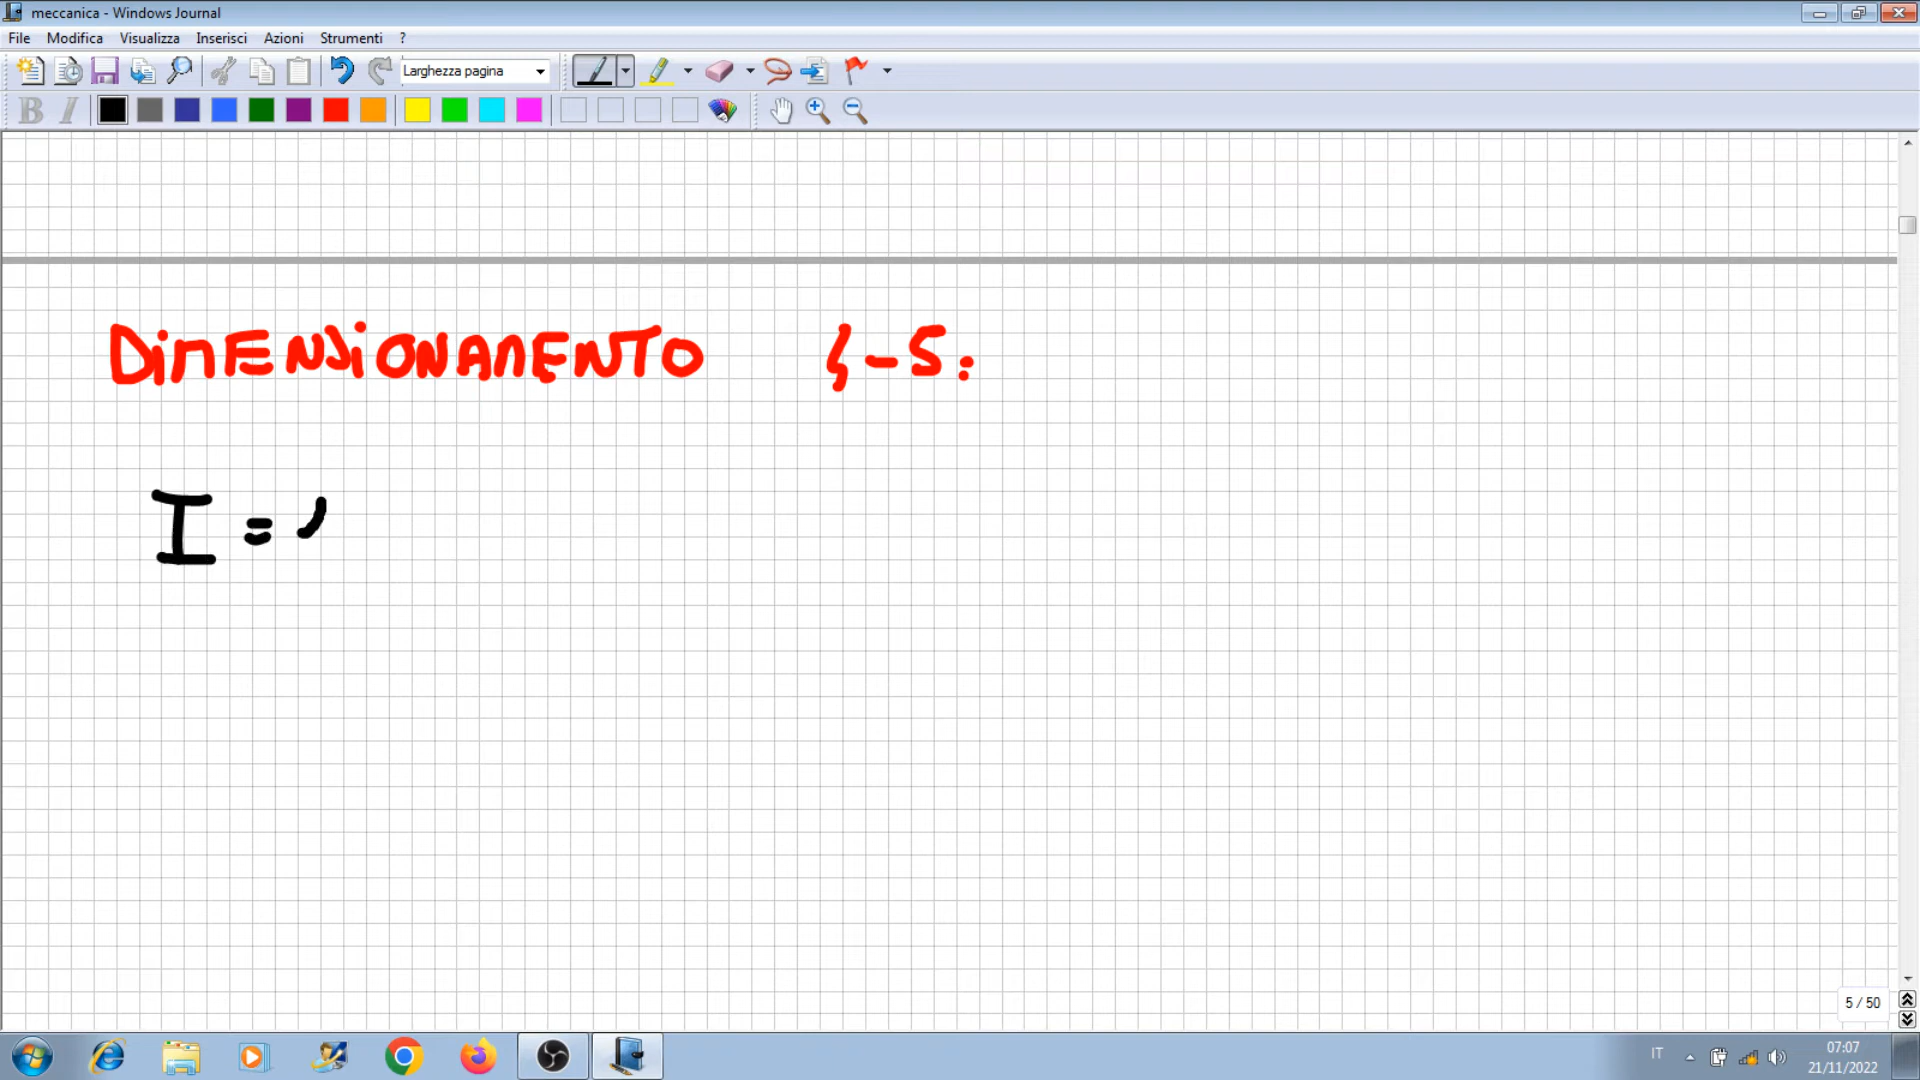 meccanica - Windows Journal
File Modifica Visualizza Inserisci Azioni Strumenti ?
Larghezza pagina
B I
DIMENSIONAMENTO
-5:
I =
5 / 50
IT
07:07
21/11/2022